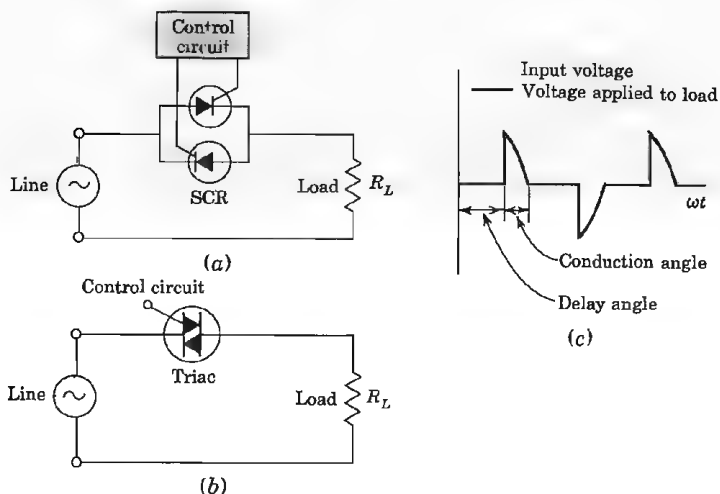 Control
circuit
Line
SCR
Load R_L
(a)
Control circuit
Triac
Line
Load R_L
(b)
Input voltage
Voltage applied to load
ωt
Conduction angle
Delay angle
(c)